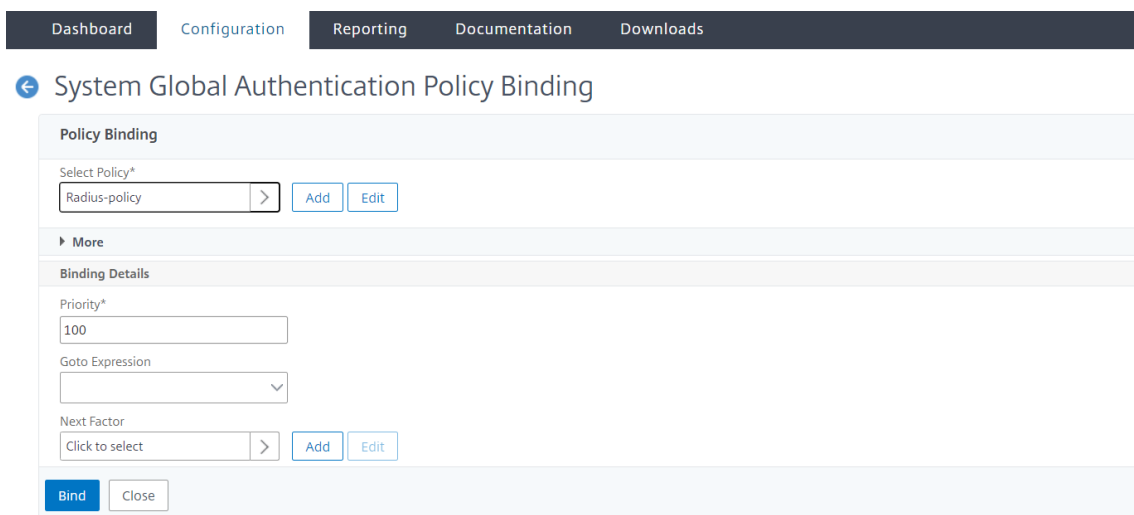 Dashboard Configuration Reporting Documentation Downloads
System Global Authentication Policy Binding
Policy Binding
Select Policy*
Radius-policy Add Edit
More
Binding Details
Priority*
100
Goto Expression
Next Factor
Click to select Add Edit
Bind Close